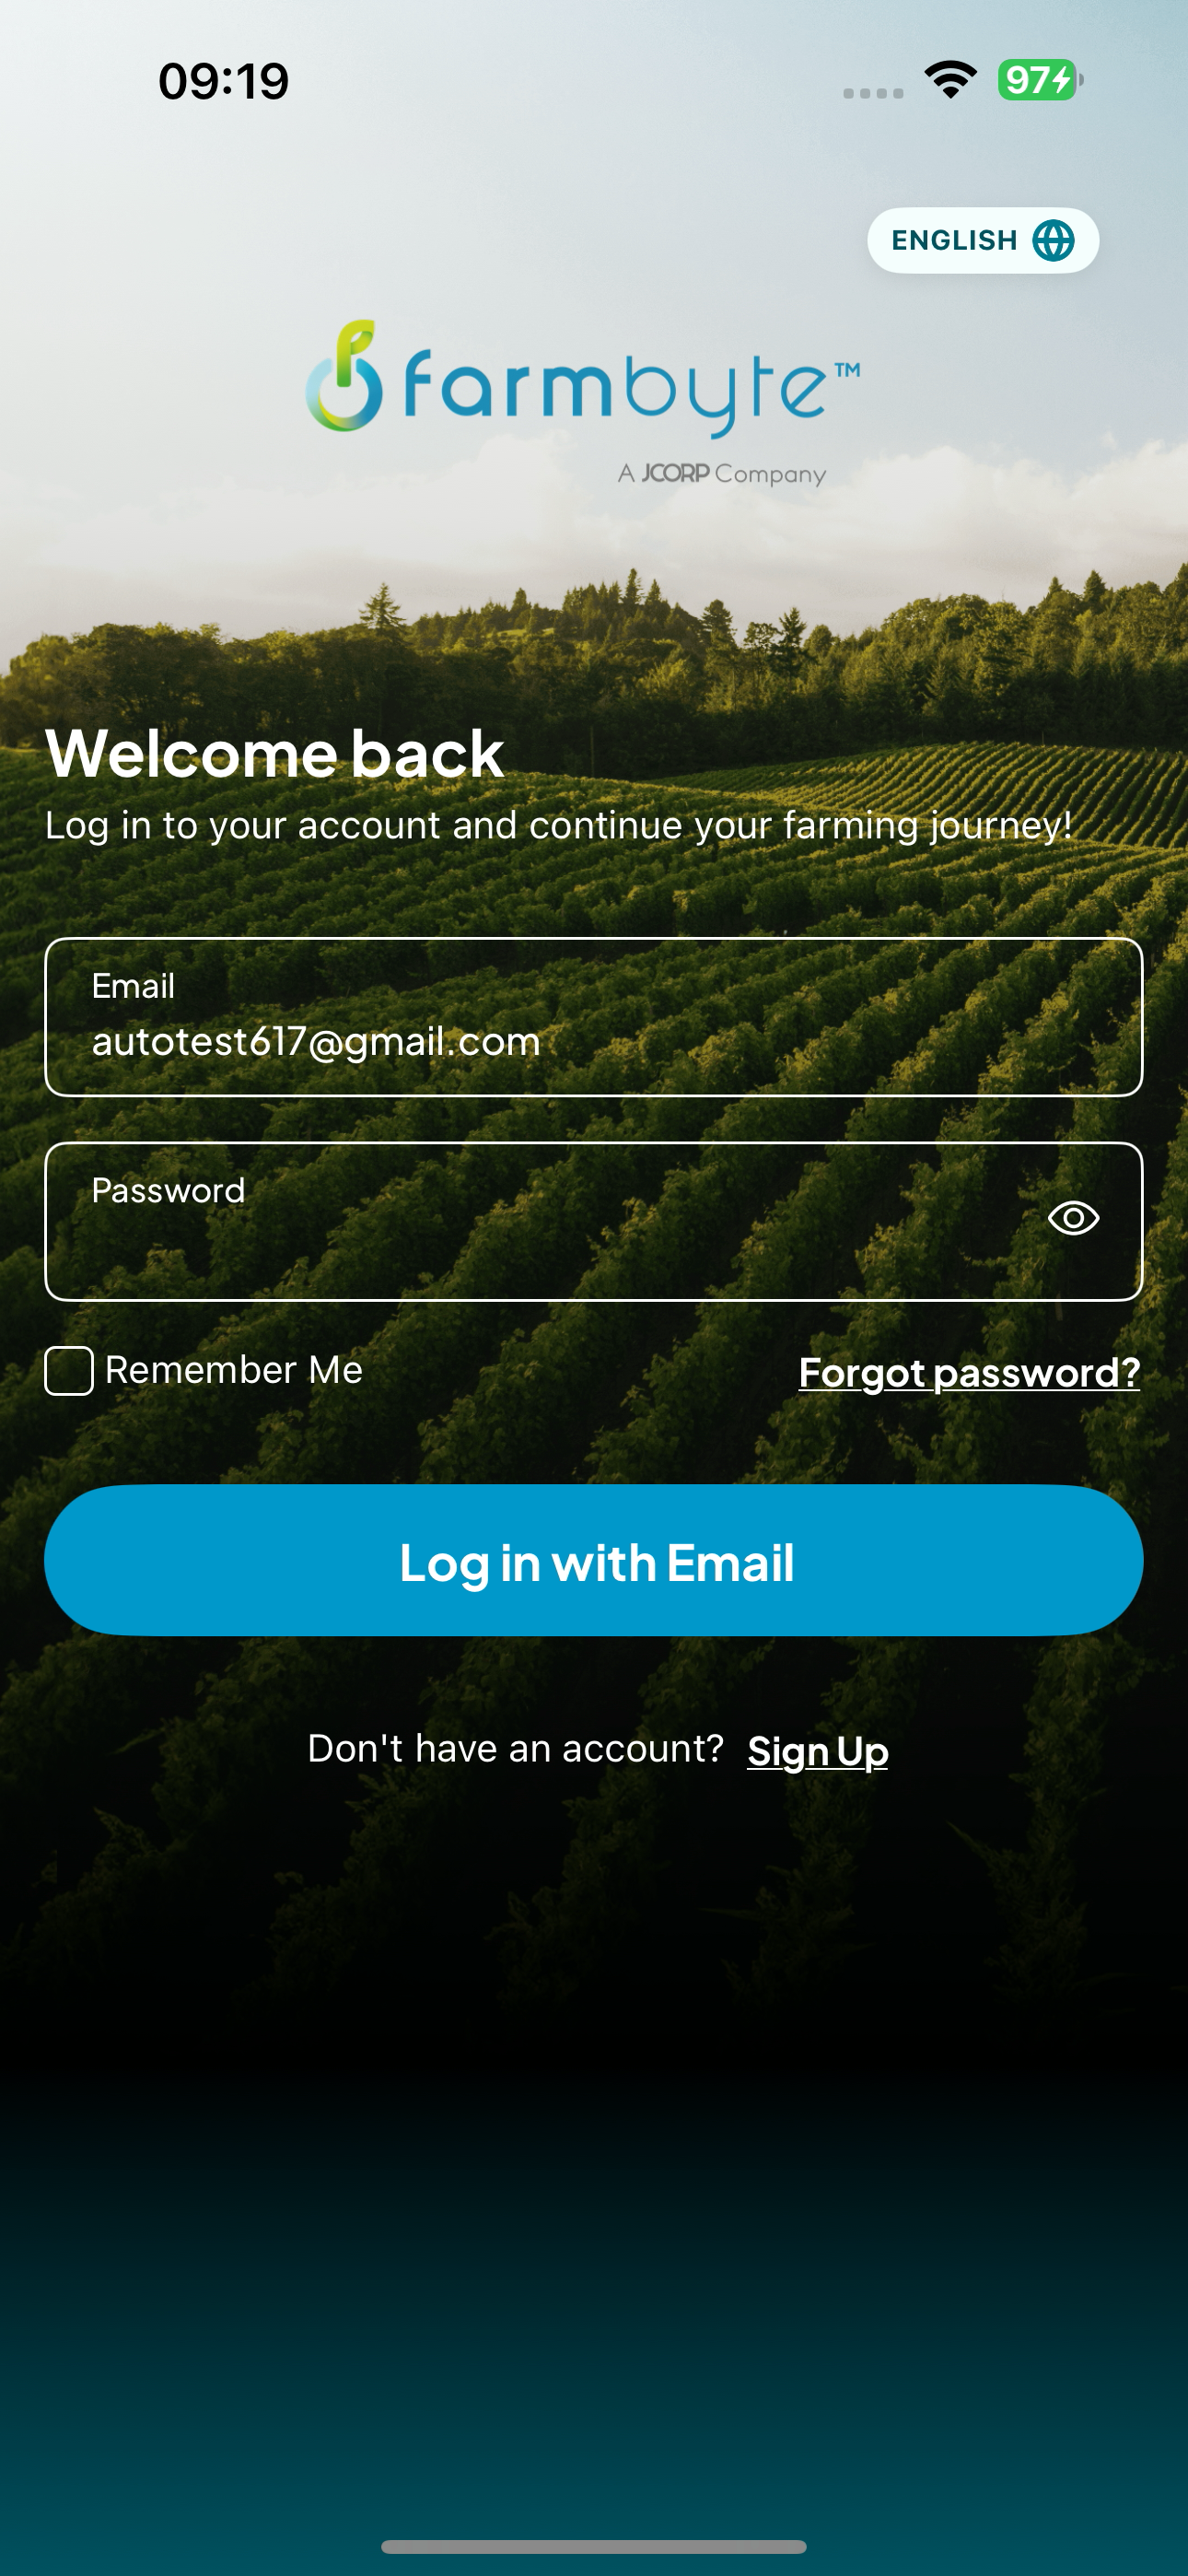 09:19
97
ENGLISH
farmbyte™
A JCORP Company
Welcome back
Log in to your account and continue your farming journey!
Email
autotest617@gmail.com
Password
Remember Me
Forgot password?
Log in with Email
Don't have an account? Sign Up